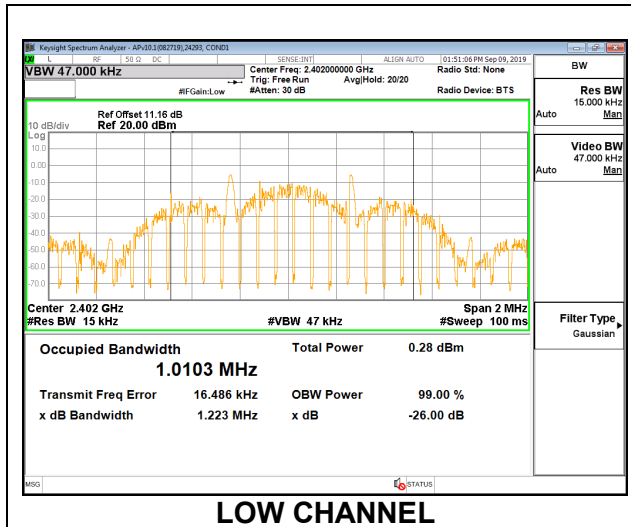 Keysight Spectrum Analyzer - APv10.1(082719),24293, COND1
L RF 50 Ω DC SENSE:INT ALIGN AUTO 01:51:06 PM Sep 09, 2019
VBW 47.000 kHz Center Freq: 2.402000000 GHz Radio Std: None
Trig: Free Run Avg|Hold: 20/20
#IFGain:Low #Atten: 30 dB Radio Device: BTS
BW
Res BW
15.000 kHz
Auto Man
Video BW
47.000 kHz
Auto Man
Filter Type
Gaussian
Ref Offset 11.16 dB
10 dB/div Ref 20.00 dBm
Log
10.0
0.00
-10.0
-20.0
-30.0
-40.0
-50.0
-60.0
-70.0
Center 2.402 GHz Span 2 MHz
#Res BW 15 kHz #VBW 47 kHz #Sweep 100 ms
Occupied Bandwidth Total Power 0.28 dBm
1.0103 MHz
Transmit Freq Error 16.486 kHz OBW Power 99.00 %
x dB Bandwidth 1.223 MHz x dB -26.00 dB
MSG STATUS
LOW CHANNEL